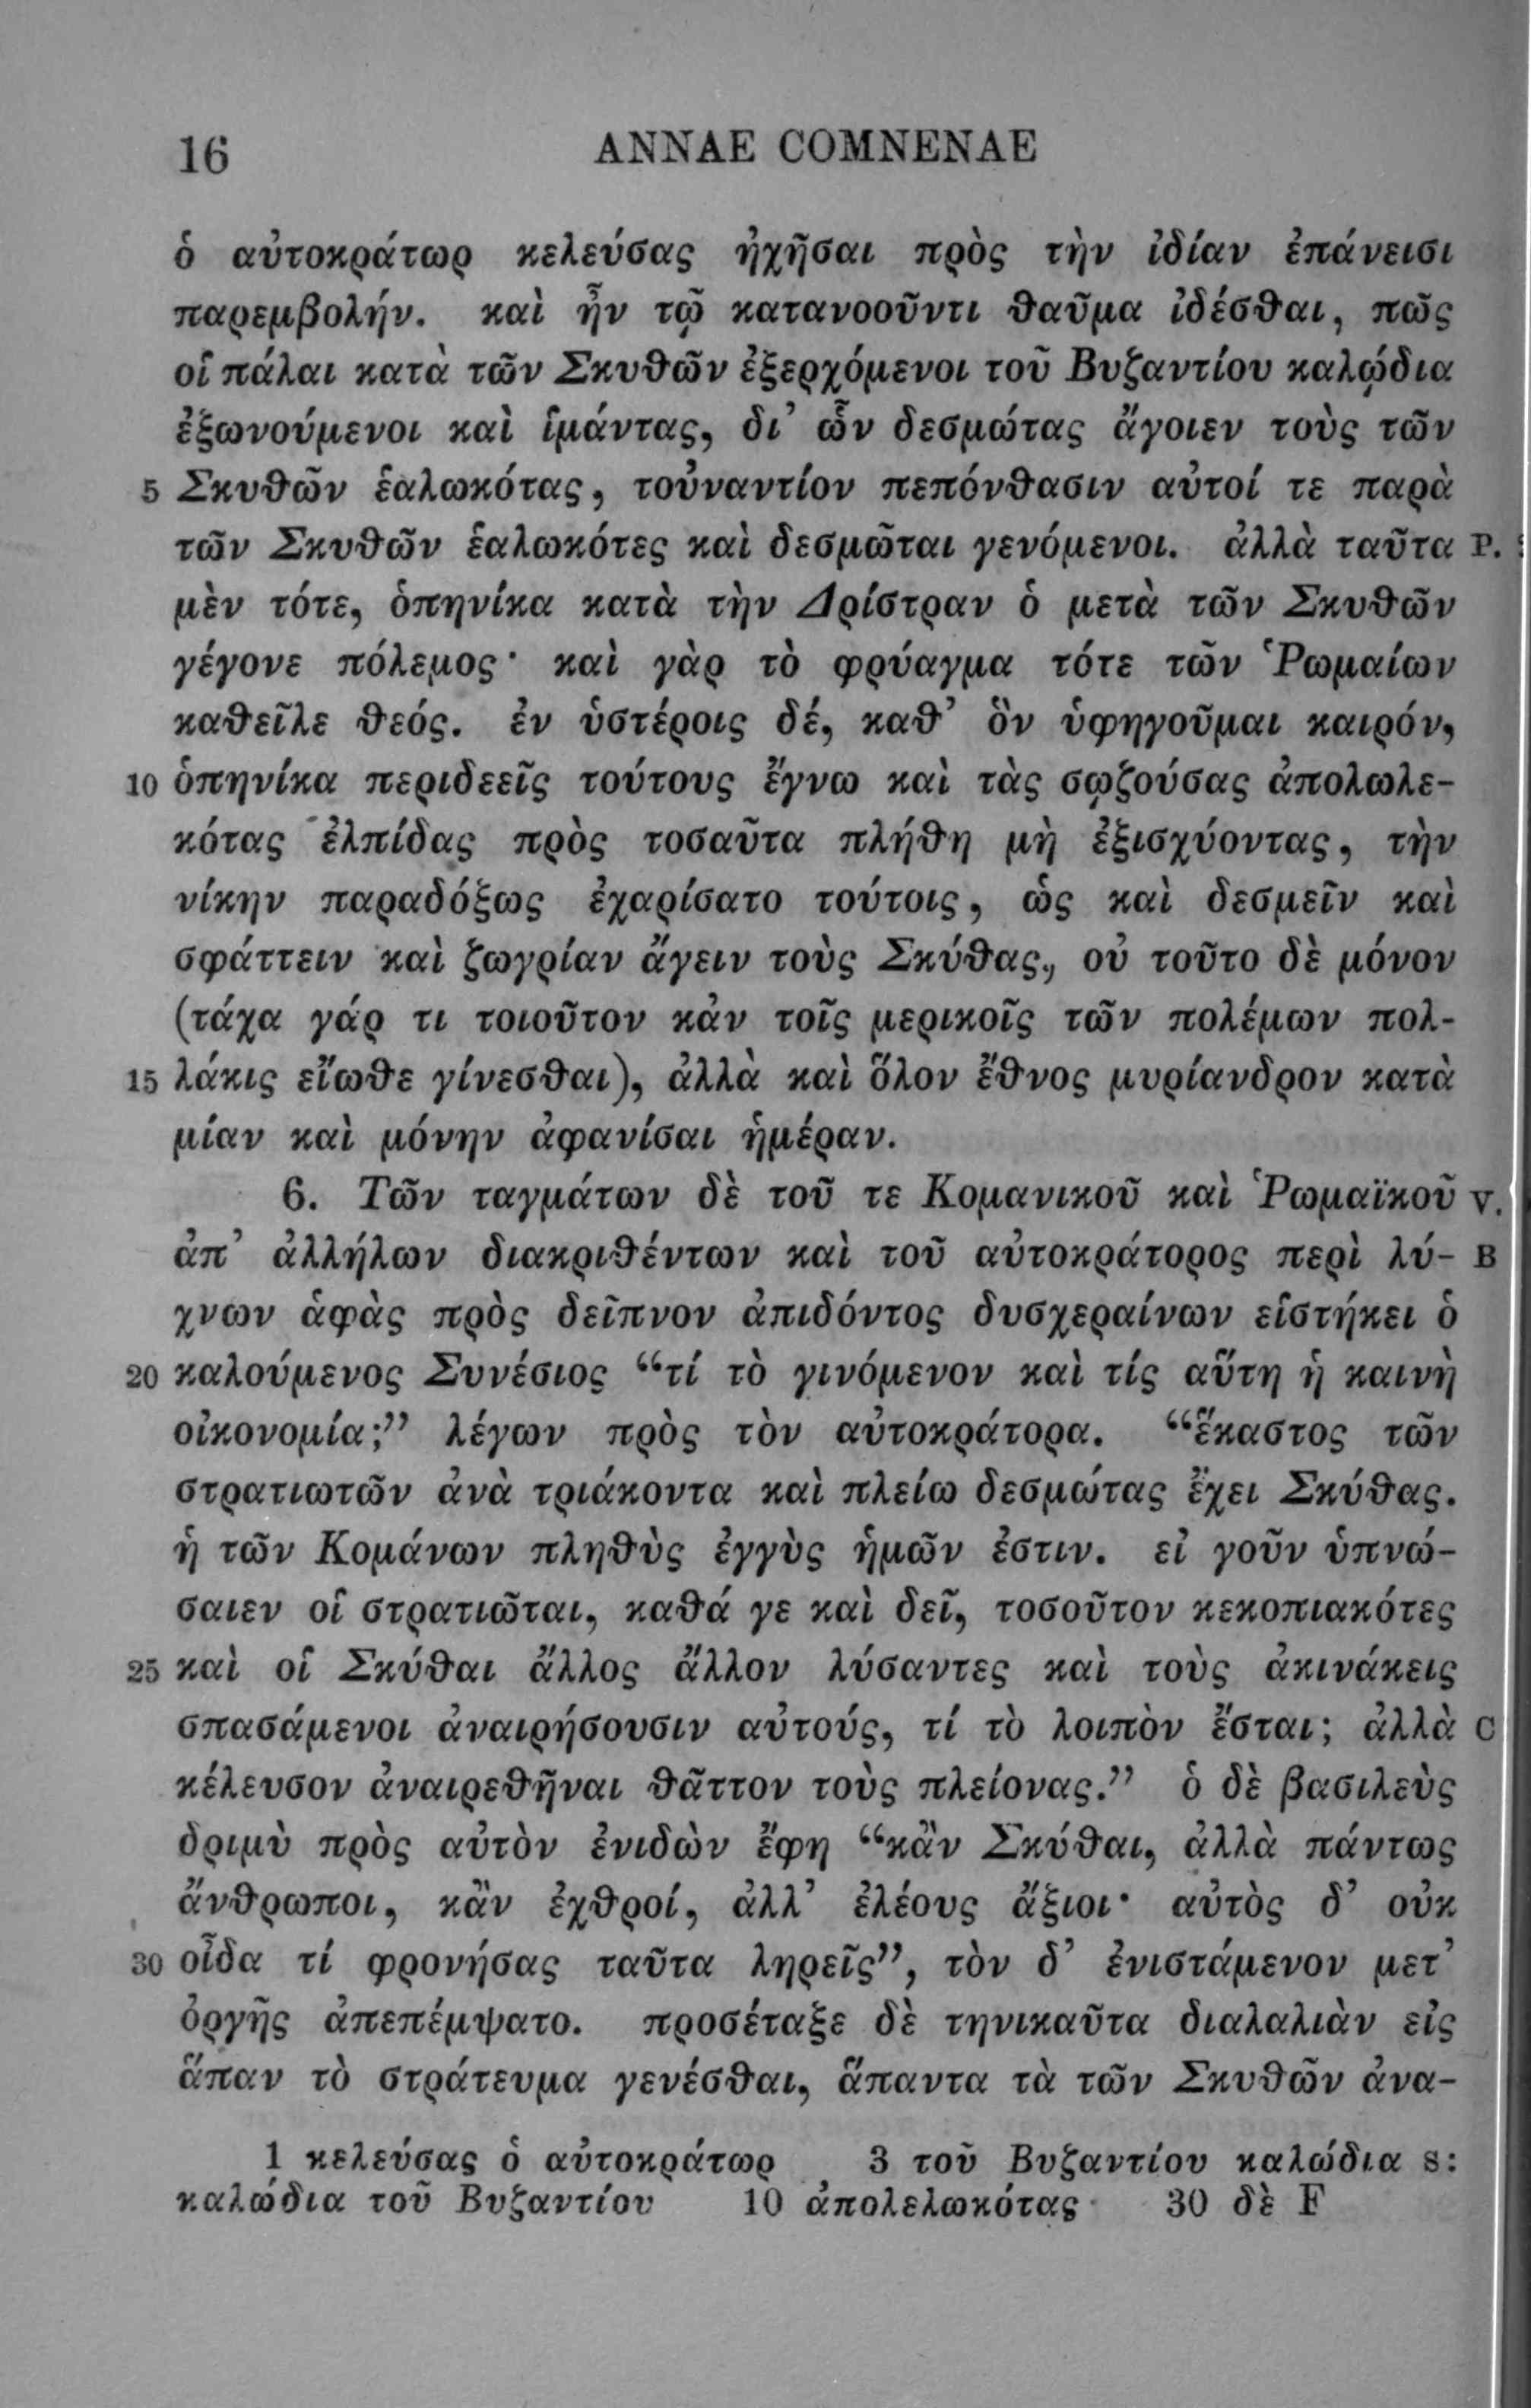 16 ANNAE COMNENAE
ὁ αὐτοκράτωρ κελεύσας ἠχῆσαι πρὸς τὴν ἰδίαν ἐπάνεισι
παρεμβολήν. καὶ ἦν τῷ κατανοοῦντι θαῦμα ἰδέσθαι, πῶς
οἱ πάλαι κατὰ τῶν Σκυθῶν ἐξερχόμενοι τοῦ Βυζαντίου καλῴδια
ἐξωνούμενοι καὶ ἱμάντας, δι’ ὧν δεσμώτας ἄγοιεν τοὺς τῶν
5 Σκυθῶν ἑαλωκότας, τοὐναντίον πεπόνθασιν αὐτοί τε παρὰ
τῶν Σκυθῶν ἑαλωκότες καὶ δεσμῶται γενόμενοι. ἀλλὰ ταῦτα P.
μὲν τότε, ὁπηνίκα κατὰ τὴν Δρίστραν ὁ μετὰ τῶν Σκυθῶν
γέγονε πόλεμος· καὶ γὰρ τὸ φρύαγμα τότε τῶν Ῥωμαίων
καθεῖλε θεός. ἐν ὑστέροις δέ, καθ’ ὃν ὑφηγοῦμαι καιρόν,
10 ὁπηνίκα περιδεεῖς τούτους ἔγνω καὶ τὰς σῳζούσας ἀπολωλε-
κότας ἐλπίδας πρὸς τοσαῦτα πλήθη μὴ ἐξισχύοντας, τὴν
νίκην παραδόξως ἐχαρίσατο τούτοις, ὡς καὶ δεσμεῖν καὶ
σφάττειν καὶ ζωγρίαν ἄγειν τοὺς Σκύθας, οὐ τοῦτο δὲ μόνον
(τάχα γάρ τι τοιοῦτον κἀν τοῖς μερικοῖς τῶν πολέμων πολ-
15 λάκις εἴωθε γίνεσθαι), ἀλλὰ καὶ ὅλον ἔθνος μυρίανδρον κατὰ
μίαν καὶ μόνην ἀφανίσαι ἡμέραν.
6. Τῶν ταγμάτων δὲ τοῦ τε Κομανικοῦ καὶ Ῥωμαϊκοῦ V.
ἀπ’ ἀλλήλων διακριθέντων καὶ τοῦ αὐτοκράτορος περὶ λύ- B
χνων ἁφὰς πρὸς δεῖπνον ἀπιδόντος δυσχεραίνων εἱστήκει ὁ
20 καλούμενος Συνέσιος “τί τὸ γινόμενον καὶ τίς αὕτη ἡ καινὴ
οἰκονομία;” λέγων πρὸς τὸν αὐτοκράτορα. “ἕκαστος τῶν
στρατιωτῶν ἀνὰ τριάκοντα καὶ πλείω δεσμώτας ἔχει Σκύθας.
ἡ τῶν Κομάνων πληθὺς ἐγγὺς ἡμῶν ἐστιν. εἰ γοῦν ὑπνώ-
σαιεν οἱ στρατιῶται, καθά γε καὶ δεῖ, τοσοῦτον κεκοπιακότες
25 καὶ οἱ Σκύθαι ἄλλος ἄλλον λύσαντες καὶ τοὺς ἀκινάκεις
σπασάμενοι ἀναιρήσουσιν αὐτούς, τί τὸ λοιπὸν ἔσται; ἀλλὰ C
κέλευσον ἀναιρεθῆναι θᾶττον τοὺς πλείονας.” ὁ δὲ βασιλεὺς
δριμὺ πρὸς αὐτὸν ἐνιδὼν ἔφη “κἂν Σκύθαι, ἀλλὰ πάντως
ἄνθρωποι, κἂν ἐχθροί, ἀλλ’ ἐλέους ἄξιοι· αὐτὸς δ’ οὐκ
30 οἶδα τί φρονήσας ταῦτα ληρεῖς”, τὸν δ’ ἐνιστάμενον μετ’
ὀργῆς ἀπεπέμψατο. προσέταξε δὲ τηνικαῦτα διαλαλιὰν εἰς
ἅπαν τὸ στράτευμα γενέσθαι, ἅπαντα τὰ τῶν Σκυθῶν ἀνα-
1 κελεύσας ὁ αὐτοκράτωρ 3 τοῦ Βυζαντίου καλώδια S:
καλώδια τοῦ Βυζαντίου 10 ἀπολελωκότας 30 δὲ F